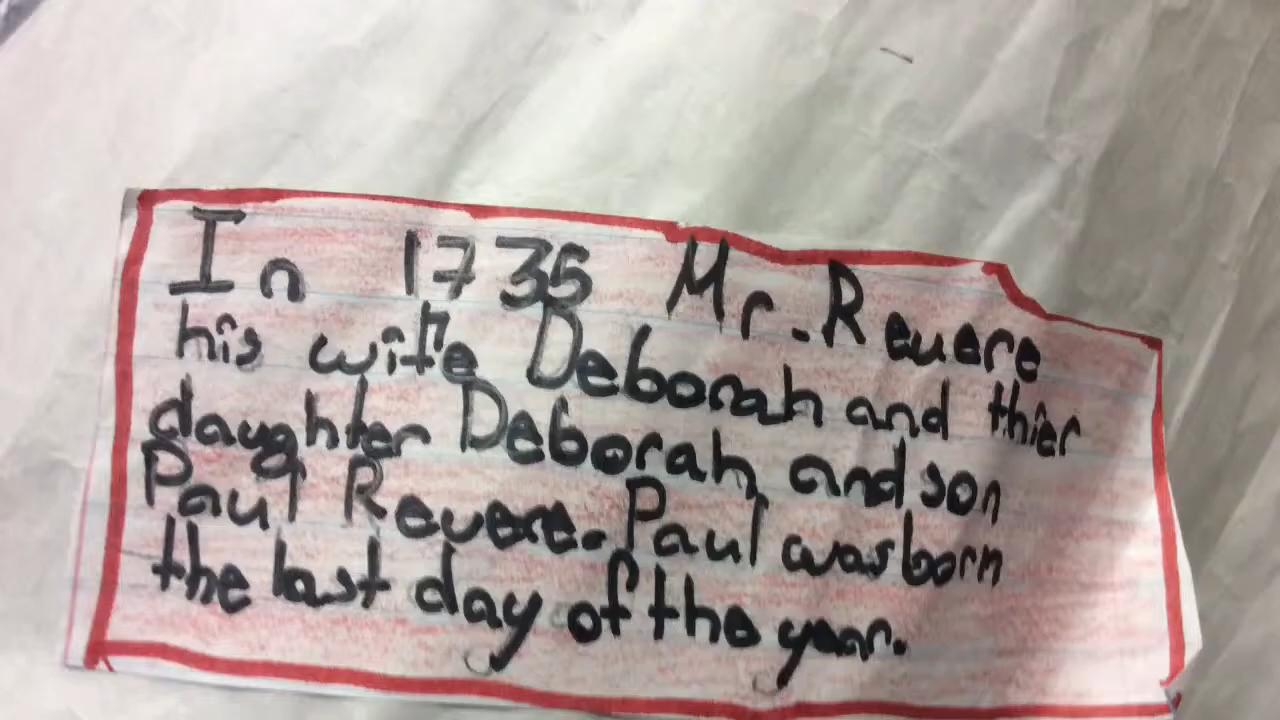 In 1735 Mr. Revere
his wife Deborah and thier
daughter Deborah and son
Paul Revere. Paul was born
the last day of the year.